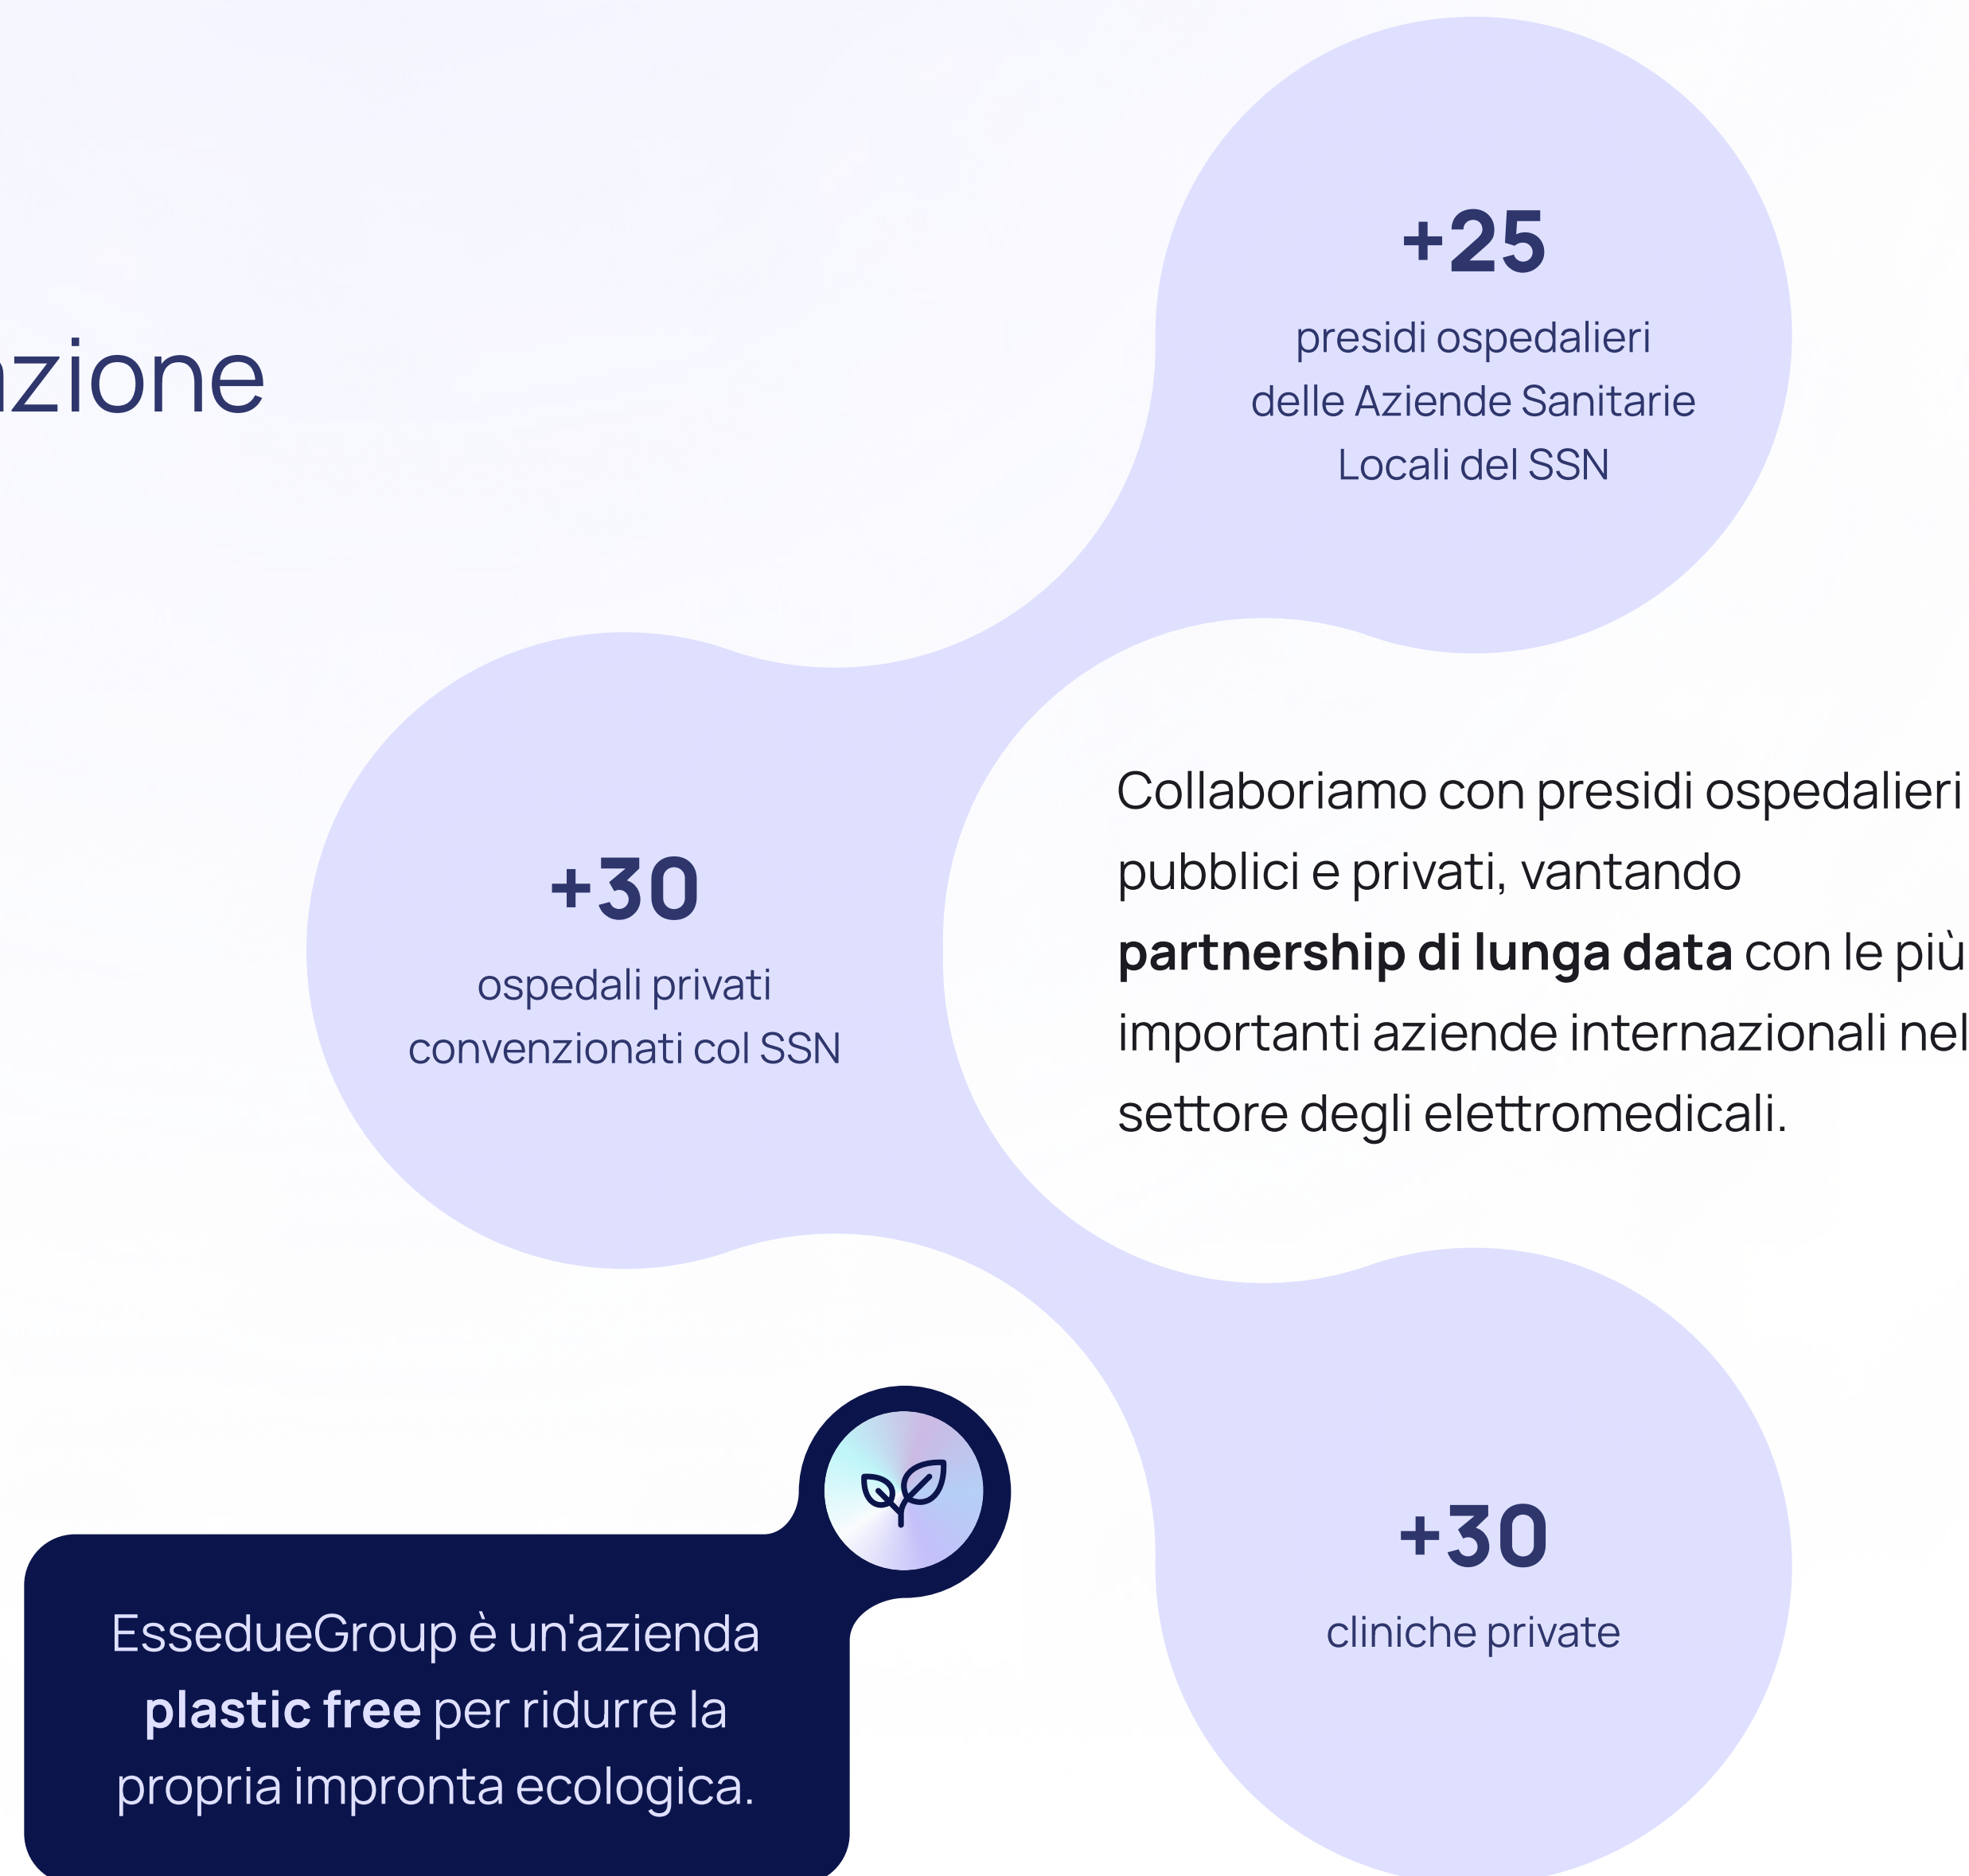 +25
presidi ospedalieri
delle Aziende Sanitarie
Locali del SSN
zione
+30
ospedali privati
convenzionati col SSN
Collaboriamo con presidi ospedalieri
pubblici e privati, vantando
partnership di lunga data con le più
importanti aziende internazionali nel
settore degli elettromedicali.
+30
cliniche private
EssedueGroup è un'azienda
plastic free per ridurre la
propria impronta ecologica.